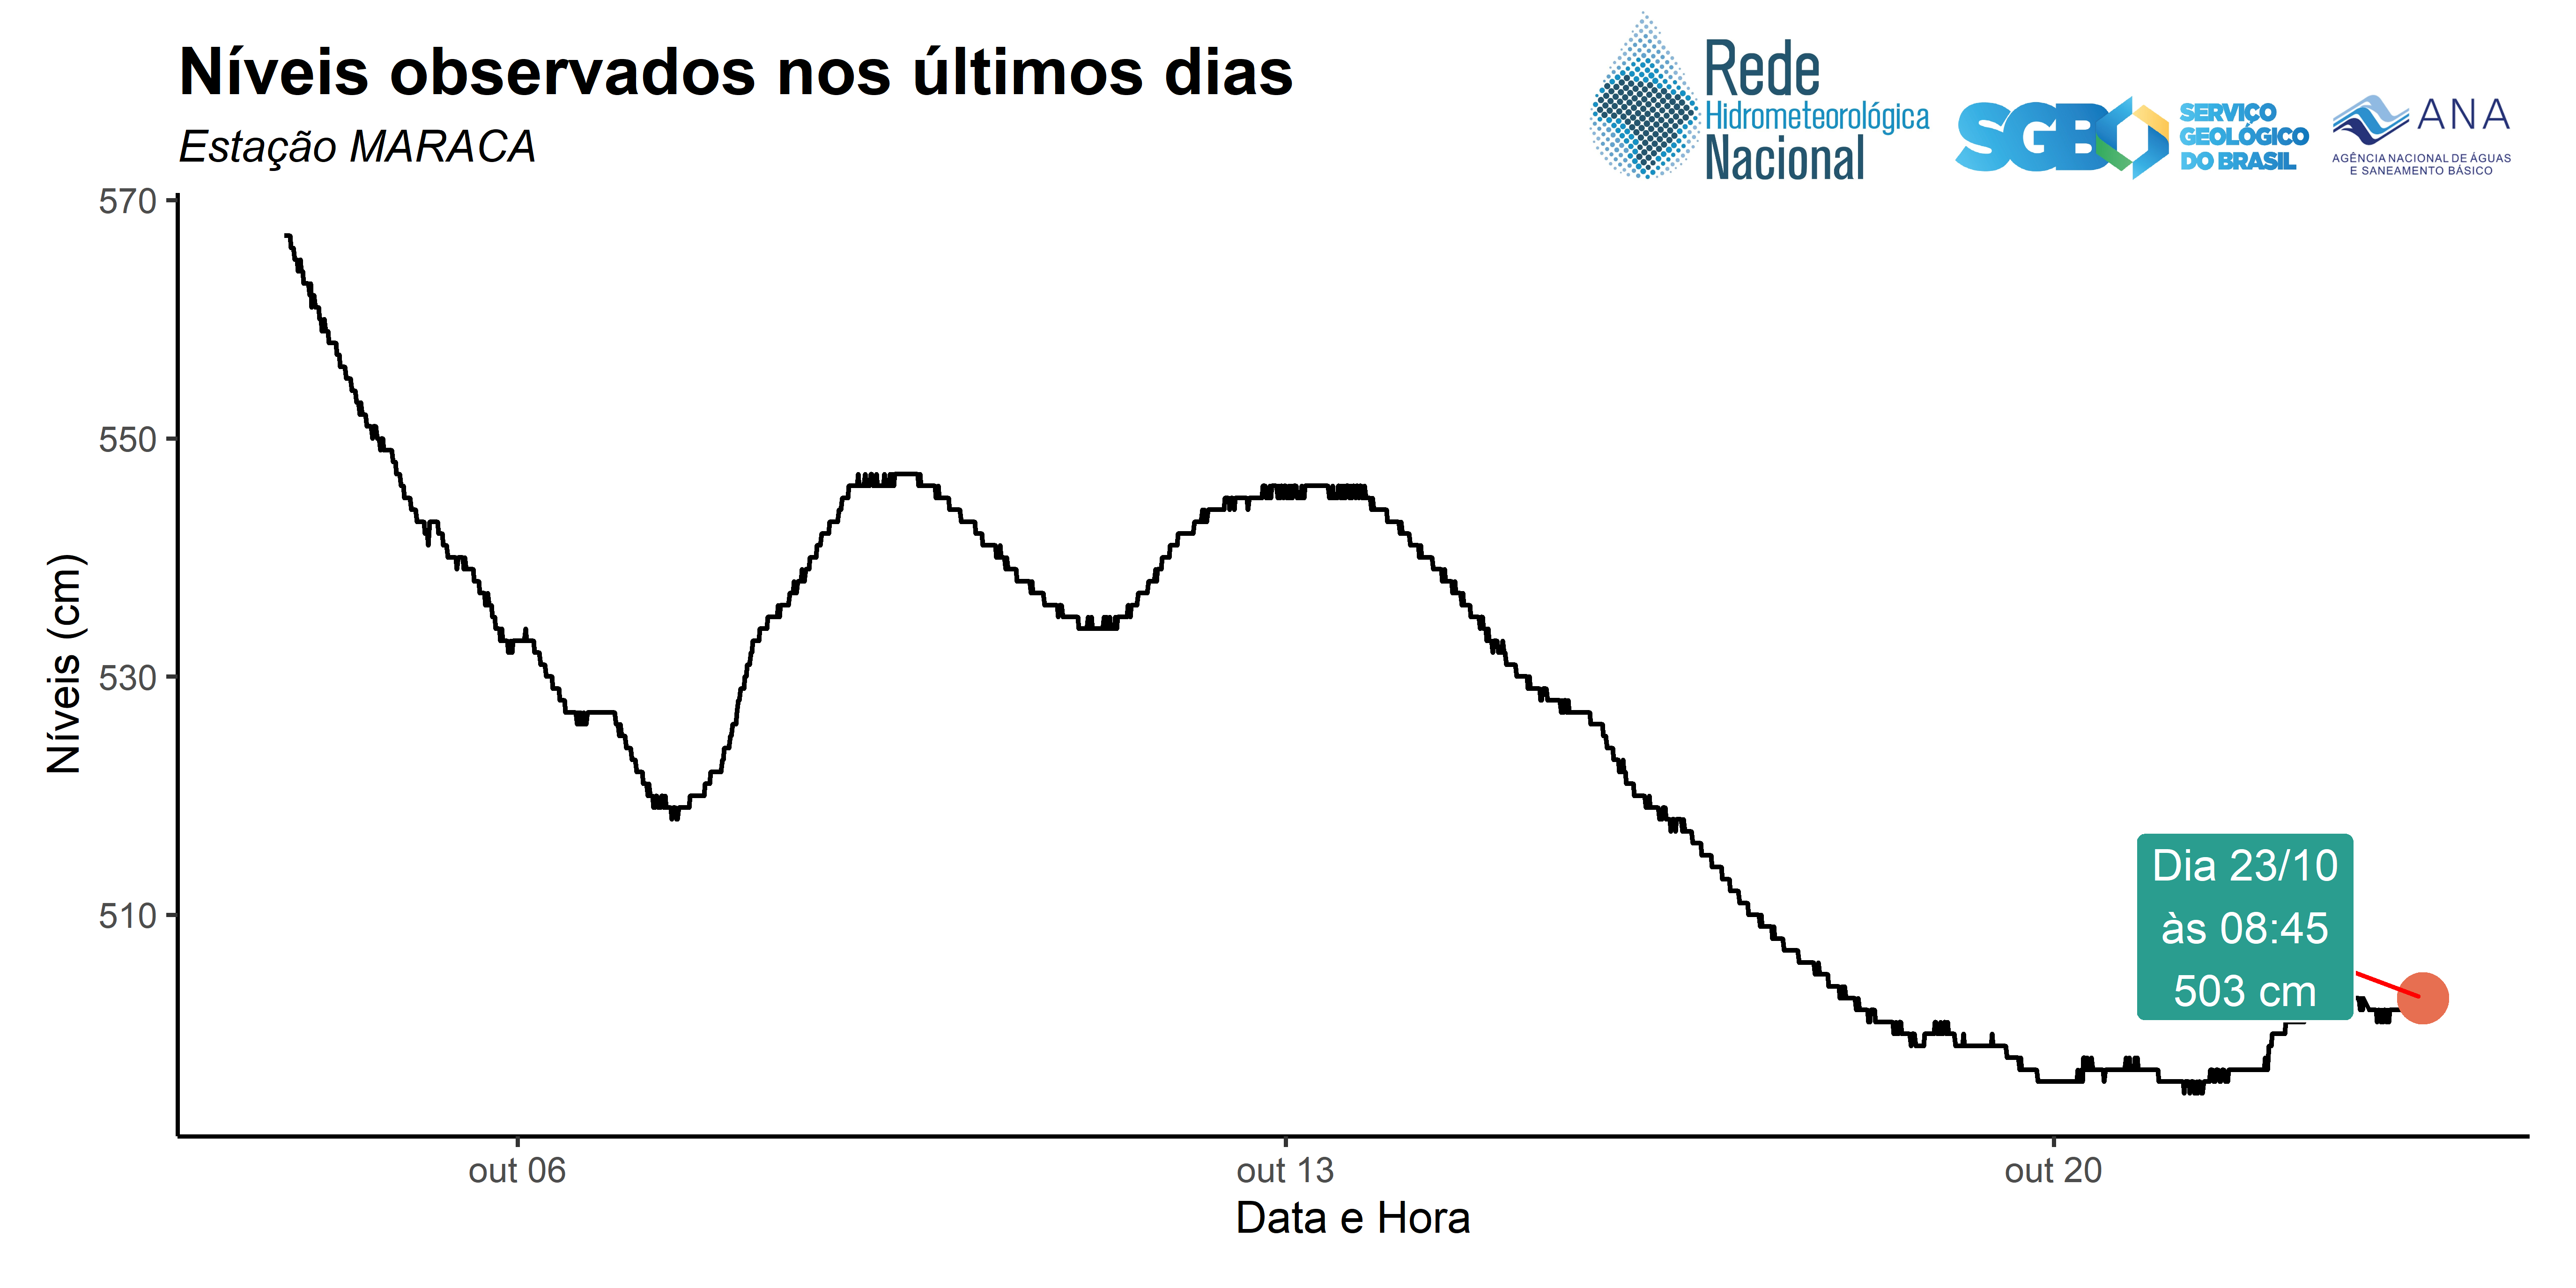 Níveis observados nos últimos dias
Estação MARACA
Rede
Hidrometeorológica
Nacional
SGB
SERVIÇO
GEOLÓGICO
DO BRASIL
ANA
AGÊNCIA NACIONAL DE ÁGUAS
E SANEAMENTO BÁSICO
Níveis (cm)
570
550
530
510
Dia 23/10
às 08:45
503 cm
out 06
out 13
out 20
Data e Hora